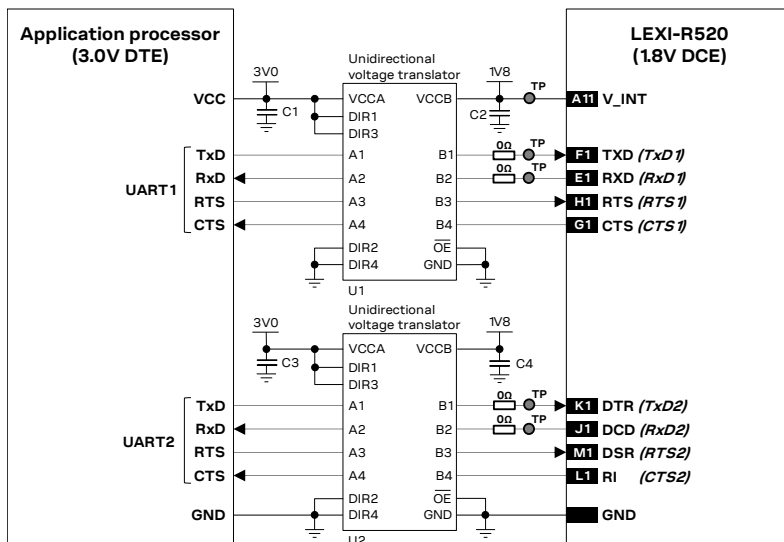 Application processor
(3.0V DTE)
LEXI-R520
(1.8V DCE)
Unidirectional
voltage translator
3V0
1V8
TP
VCC
C1
VCCA
VCCB
C2
A11 V_INT
DIR1
DIR3
UART1
TxD
A1
B1
0Ω
TP
F1 TXD (TxD1)
RxD
A2
B2
0Ω
TP
E1 RXD (RxD1)
RTS
A3
B3
H1 RTS (RTS1)
CTS
A4
B4
G1 CTS (CTS1)
DIR2
OE
DIR4
GND
U1
Unidirectional
voltage translator
3V0
1V8
C3
VCCA
VCCB
C4
DIR1
DIR3
UART2
TxD
A1
B1
0Ω
TP
K1 DTR (TxD2)
RxD
A2
B2
0Ω
TP
J1 DCD (RxD2)
RTS
A3
B3
M1 DSR (RTS2)
CTS
A4
B4
L1 RI (CTS2)
DIR2
OE
GND
DIR4
GND
GND
U2